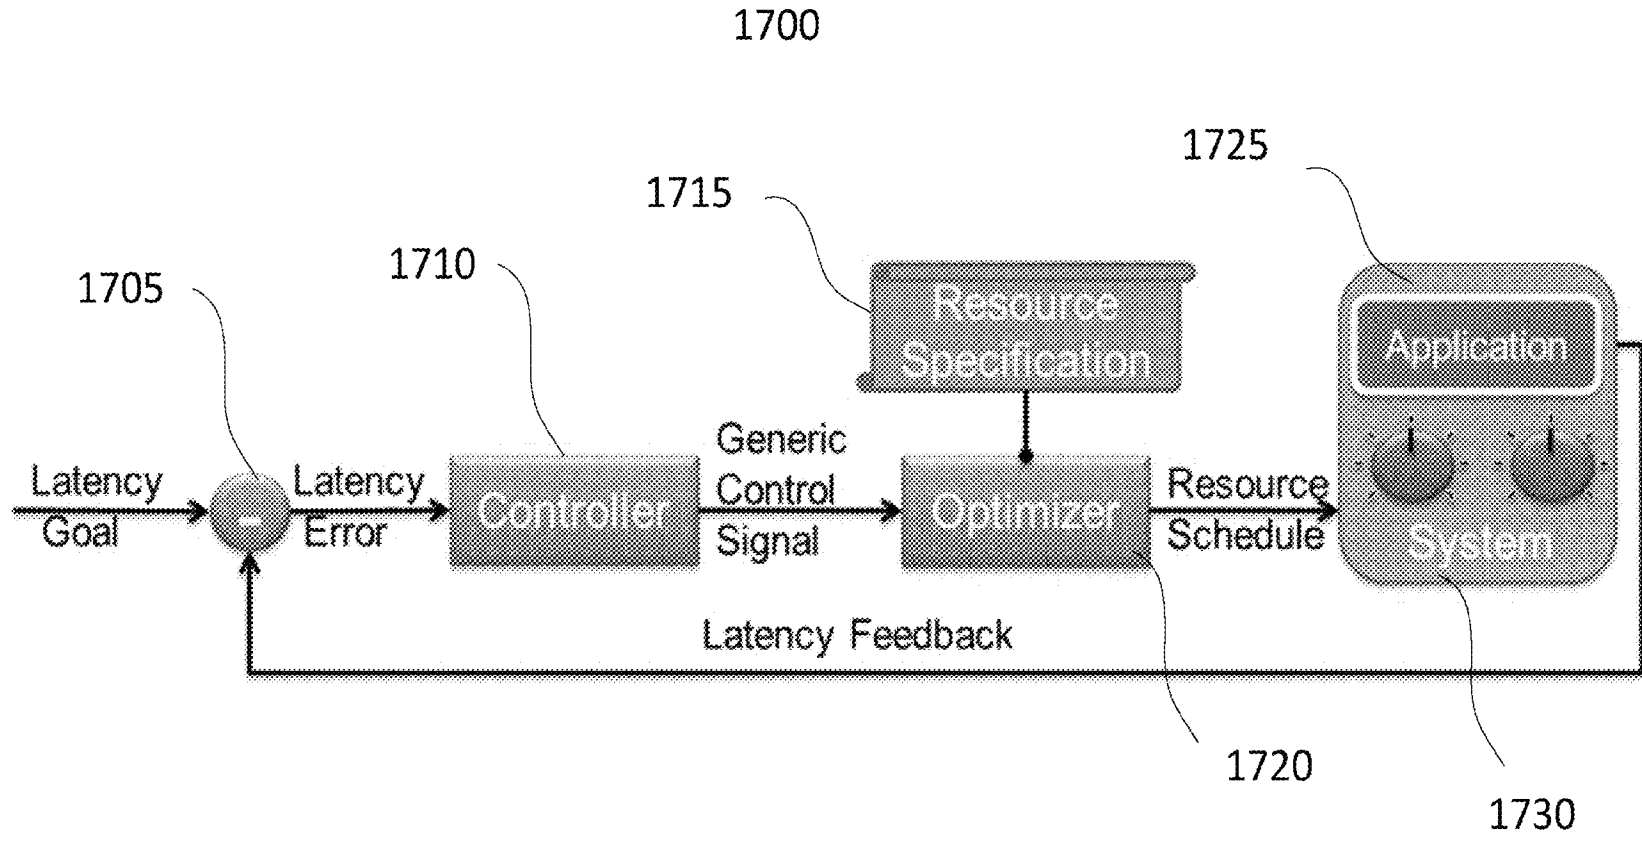 1700
1725
1715
1710
1705
Resource
Specification
Application
Generic
Control
Signal
Latency
Goal
-
Latency
Error
Controller
Optimizer
Resource
Schedule
System
Latency Feedback
1720
1730